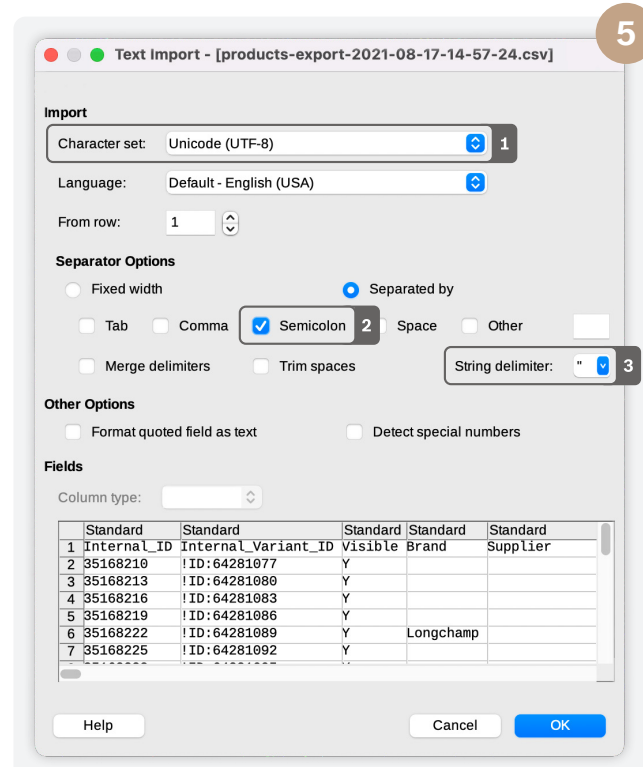 5
Text Import - [products-export-2021-08-17-14-57-24.csv]
Import
Character set: Unicode (UTF-8) 1
Language: Default - English (USA)
From row: 1
Separator Options
Fixed width Separated by
Tab Comma Semicolon 2 Space Other
Merge delimiters Trim spaces String delimiter: " 3
Other Options
Format quoted field as text Detect special numbers
Fields
Column type:
Standard Standard Standard Standard Standard
1 Internal_ID Internal_Variant_ID Visible Brand Supplier
2 35168210 !ID:64281077 Y
3 35168213 !ID:64281080 Y
4 35168216 !ID:64281083 Y
5 35168219 !ID:64281086 Y
6 35168222 !ID:64281089 Y Longchamp
7 35168225 !ID:64281092 Y
Help Cancel OK